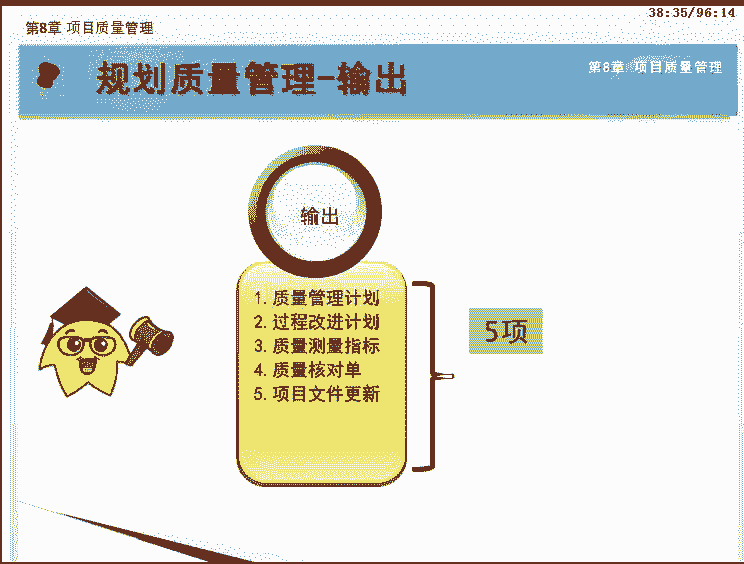 38:35/96:14
第8章 项目质量管理
规划质量管理-输出
第8章 项目质量管理
输出
1. 质量管理计划
2. 过程改进计划
3. 质量测量指标
4. 质量核对单
5. 项目文件更新
5项